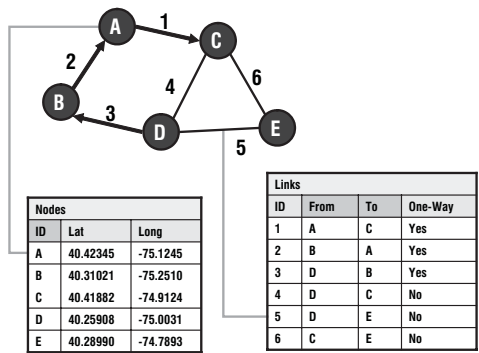 A
1
C
2
4
6
B
3
D
E
5
Nodes
ID Lat Long
A 40.42345 -75.1245
B 40.31021 -75.2510
C 40.41882 -74.9124
D 40.25908 -75.0031
E 40.28990 -74.7893
Links
ID From To One-Way
1 A C Yes
2 B A Yes
3 D B Yes
4 D C No
5 D E No
6 C E No